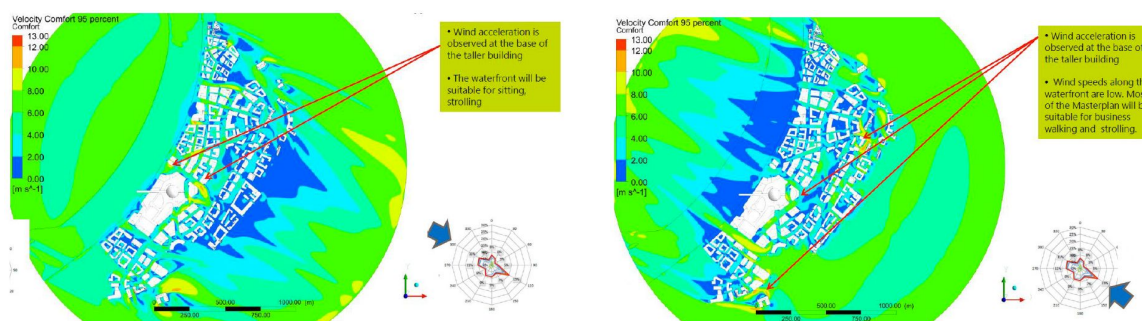 Velocity Comfort 95 percent
Comfort
13.00
12.00
10.00
8.00
6.00
4.00
2.00
0.00
[m s^-1]
• Wind acceleration is
observed at the base of
the taller building
• The waterfront will be
suitable for sitting,
strolling
0
500.00
1000.00 (m)
250.00
750.00
Velocity Comfort 95 percent
Comfort
13.00
12.00
10.00
8.00
6.00
4.00
2.00
0.00
[m s^-1]
• Wind acceleration is
observed at the base of
the taller building
• Wind speeds along th
waterfront are low. Mos
of the Masterplan will b
suitable for business
walking and strolling,
0
500.00
1000.00 (m)
250.00
750.00